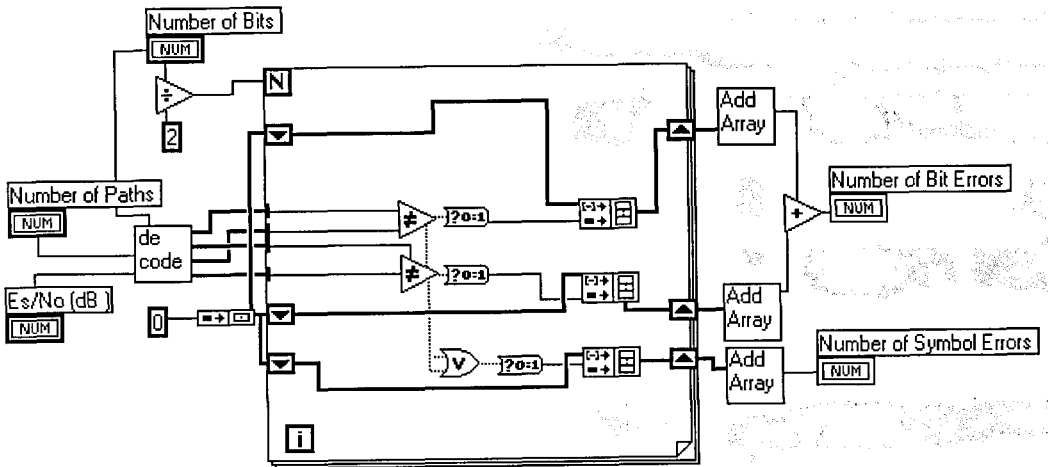 Number of Bits
NUM
÷
2
N
Number of Paths
NUM
de
code
Es/No (dB )
NUM
0
≠
?0:1
≠
?0:1
V
?0:1
i
Add
Array
+
Number of Bit Errors
NUM
Add
Array
Add
Array
Number of Symbol Errors
NUM